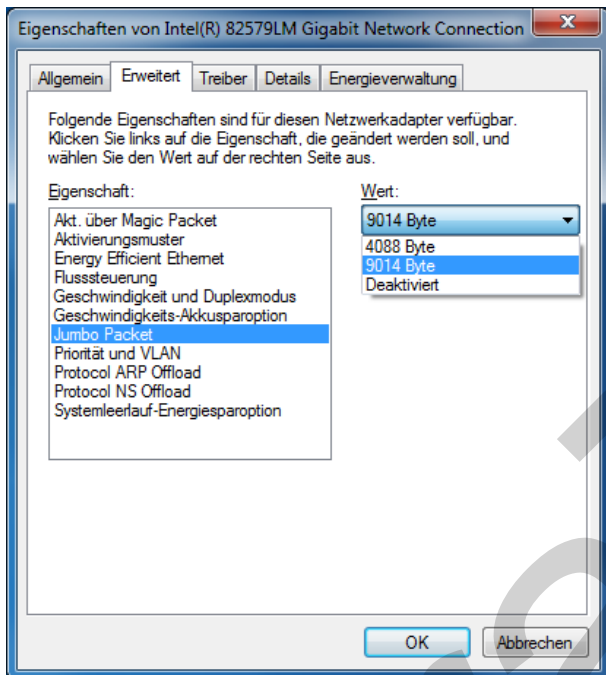 Eigenschaften von Intel(R) 82579LM Gigabit Network Connection
Allgemein Erweitert Treiber Details Energieverwaltung
Folgende Eigenschaften sind für diesen Netzwerkadapter verfügbar.
Klicken Sie links auf die Eigenschaft, die geändert werden soll, und
wählen Sie den Wert auf der rechten Seite aus.
Eigenschaft:
Akt. über Magic Packet
Aktivierungsmuster
Energy Efficient Ethernet
Flusssteuerung
Geschwindigkeit und Duplexmodus
Geschwindigkeits-Akkusparoption
Jumbo Packet
Priorität und VLAN
Protocol ARP Offload
Protocol NS Offload
Systemleerlauf-Energiesparoption
Wert:
9014 Byte
4088 Byte
9014 Byte
Deaktiviert
OK Abbrechen